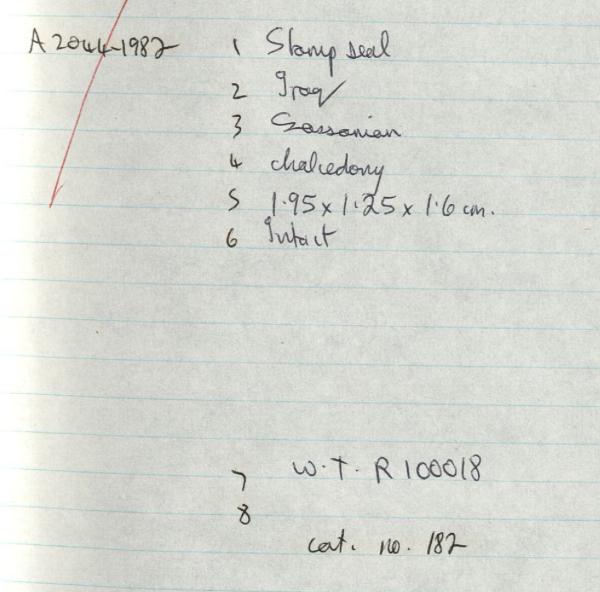 A2044-1982 1 Stamp seal
2 Iraq
3 Sassanian
4 chalcedony
5 1.95 x 1.25 x 1.6 cm.
6 Intact
7 W.T. R 100018
8
cat. no. 182